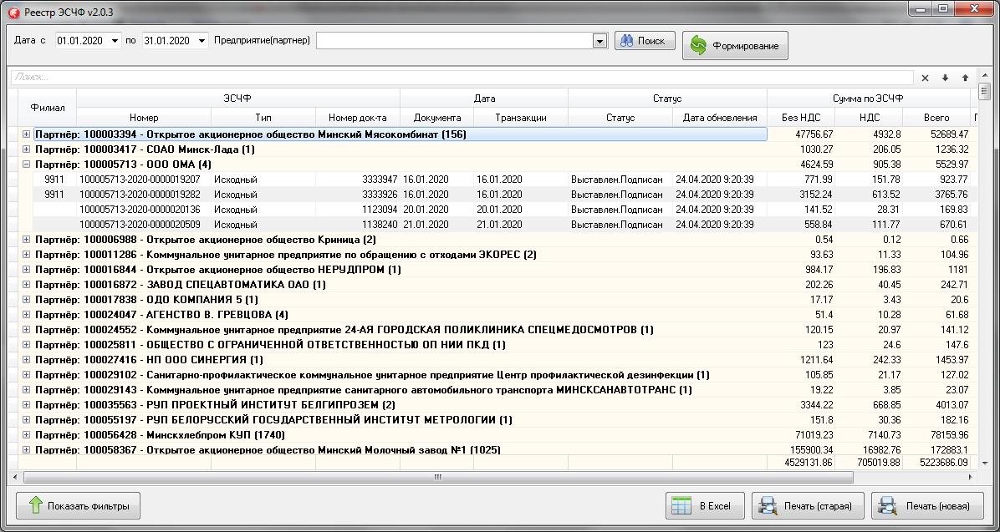 Реестр ЭСЧФ v2.0.3
Дата с 01.01.2020 по 31.01.2020 Предприятие(партнер) Поиск Формирование
Поиск...
Филиал ЭСЧФ Дата Статус Сумма по ЭСЧФ
Номер Тип Номер док-та Документа Транзакции Статус Дата обновления Без НДС НДС Всего
Партнёр: 100003394 - Открытое акционерное общество Минский Мясокомбинат (156) 47756.67 4932.8 52689.47
Партнёр: 100003417 - СОАО Минск-Лада (1) 1030.27 206.05 1236.32
Партнёр: 100005713 - ООО ОМА (4) 4624.59 905.38 5529.97
9911 100005713-2020-0000019207 Исходный 3333947 16.01.2020 16.01.2020 Выставлен.Подписан 24.04.2020 9:20:39 771.99 151.78 923.77
9911 100005713-2020-0000019282 Исходный 3333926 16.01.2020 16.01.2020 Выставлен.Подписан 24.04.2020 9:20:39 3152.24 613.52 3765.76
100005713-2020-0000020136 Исходный 1123094 20.01.2020 20.01.2020 Выставлен.Подписан 24.04.2020 9:20:39 141.52 28.31 169.83
100005713-2020-0000020509 Исходный 1138240 21.01.2020 21.01.2020 Выставлен.Подписан 24.04.2020 9:20:39 558.84 111.77 670.61
Партнёр: 100006988 - Открытое акционерное общество Криница (2) 0.54 0.12 0.66
Партнёр: 100011286 - Коммунальное унитарное предприятие по обращению с отходами ЭКОРЕС (2) 93.63 11.33 104.96
Партнёр: 100016844 - Открытое акционерное общество НЕРУДПРОМ (1) 984.17 196.83 1181
Партнёр: 100016872 - ЗАВОД СПЕЦАВТОМАТИКА ОАО (1) 202.26 40.45 242.71
Партнёр: 100017838 - ОДО КОМПАНИЯ 5 (1) 17.17 3.43 20.6
Партнёр: 100024047 - АГЕНСТВО В. ГРЕВЦОВА (4) 51.4 10.28 61.68
Партнёр: 100024552 - Коммунальное унитарное предприятие 24-АЯ ГОРОДСКАЯ ПОЛИКЛИНИКА СПЕЦМЕДОСМОТРОВ (1) 120.15 20.97 141.12
Партнёр: 100025811 - ОБЩЕСТВО С ОГРАНИЧЕННОЙ ОТВЕТСТВЕННОСТЬЮ ОП НИИ ПКД (1) 123 24.6 147.6
Партнёр: 100027416 - НП ООО СИНЕРГИЯ (1) 1211.64 242.33 1453.97
Партнёр: 100029102 - Санитарно-профилактическое коммунальное унитарное предприятие Центр профилактической дезинфекции (1) 105.85 21.17 127.02
Партнёр: 100029143 - Коммунальное унитарное предприятие санитарного автомобильного транспорта МИНСКСАНАВТОТРАНС (1) 19.22 3.85 23.07
Партнёр: 100035563 - РУП ПРОЕКТНЫЙ ИНСТИТУТ БЕЛГИПРОЗЕМ (2) 3344.22 668.85 4013.07
Партнёр: 100055197 - РУП БЕЛОРУССКИЙ ГОСУДАРСТВЕННЫЙ ИНСТИТУТ МЕТРОЛОГИИ (1) 151.8 30.36 182.16
Партнёр: 100056428 - Минскхлебпром КУП (1740) 71019.23 7140.73 78159.96
Партнёр: 100058367 - Открытое акционерное общество Минский Молочный завод №1 (1025) 155900.34 16982.76 172883.1
4529131.86 705019.88 5223686.09
Показать фильтры В Excel Печать (старая) Печать (новая)